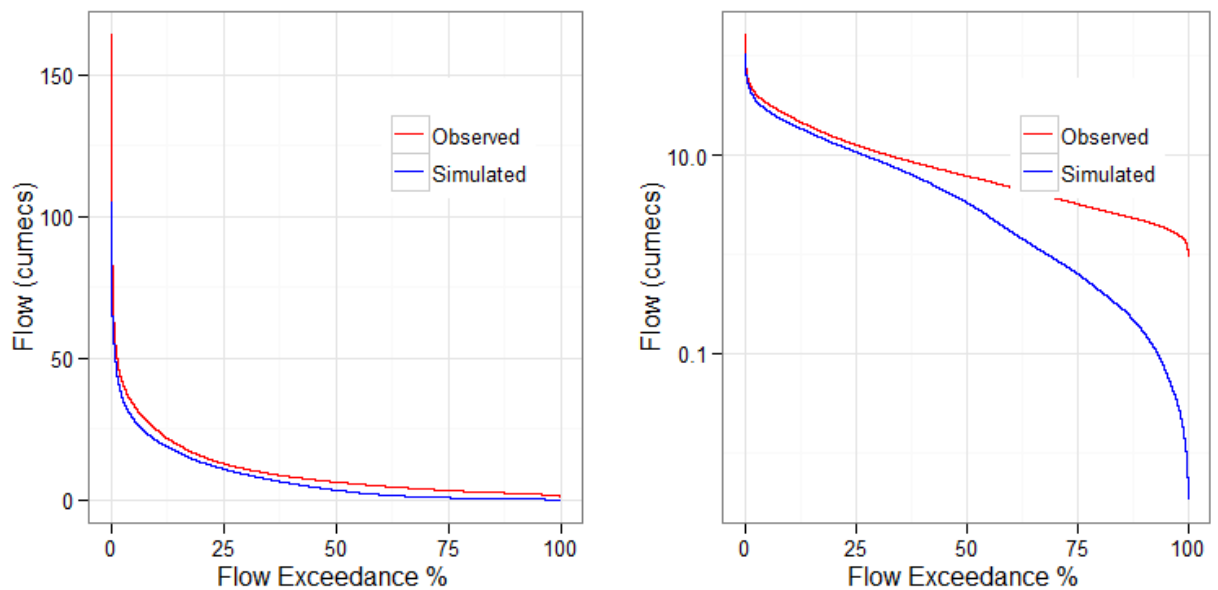 150
100
50
0
Flow (cumecs)
Observed
Simulated
0
25
50
75
100
Flow Exceedance %
10.0
0.1
Flow (cumecs)
Observed
Simulated
0
25
50
75
100
Flow Exceedance %